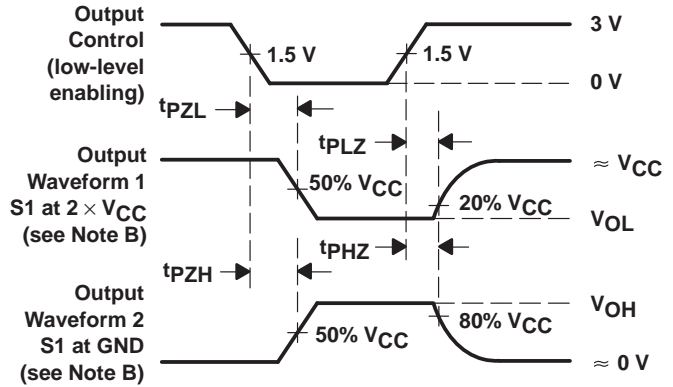 Output
Control
(low-level
enabling)
1.5 V
1.5 V
3 V
0 V
tPZL
tPLZ
Output
Waveform 1
S1 at 2 × VCC
(see Note B)
50% VCC
20% VCC
≈ VCC
VOL
tPZH
tPHZ
Output
Waveform 2
S1 at GND
(see Note B)
50% VCC
80% VCC
VOH
≈ 0 V